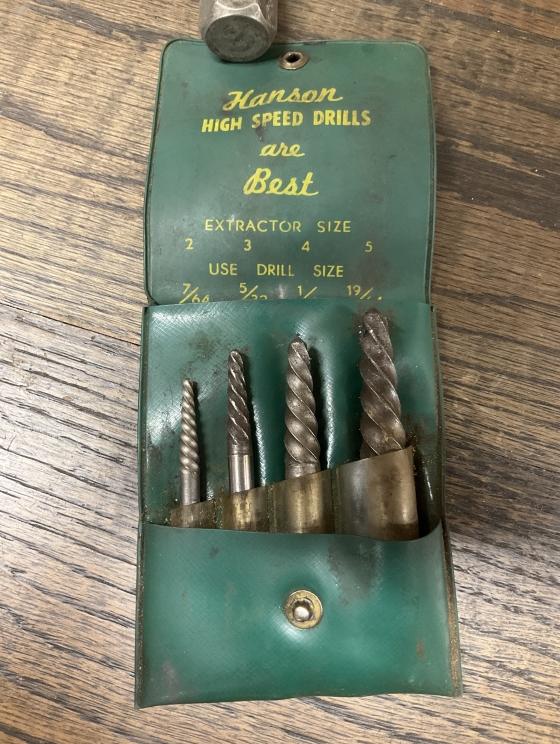 Hanson
HIGH SPEED DRILLS
are
Best
EXTRACTOR SIZE
2 3 4 5
USE DRILL SIZE
7/64 5/32